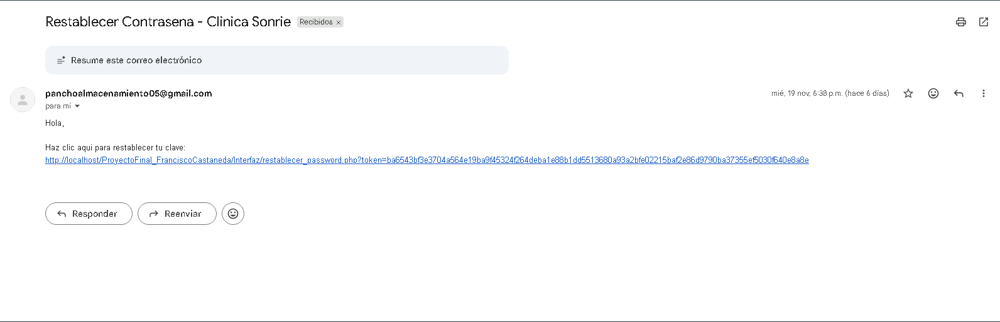 Restablecer Contrasena - Clinica Sonrie Recibidos ×
Resume este correo electrónico
panchoalmacenamiento05@gmail.com mié, 19 nov, 6:38 p.m. (hace 6 días)
para mí
Hola,
Haz clic aqui para restablecer tu clave:
http://localhost/ProyectoFinal_FranciscoCastaneda/Interfaz/restablecer_password.php?token=ba6543bf3e3704a564e19ba9f45324f264deba1e88b1dd5513680a93a2bfe02215baf2e86d9790ba37355ef5030f640e8a8e
Responder Reenviar